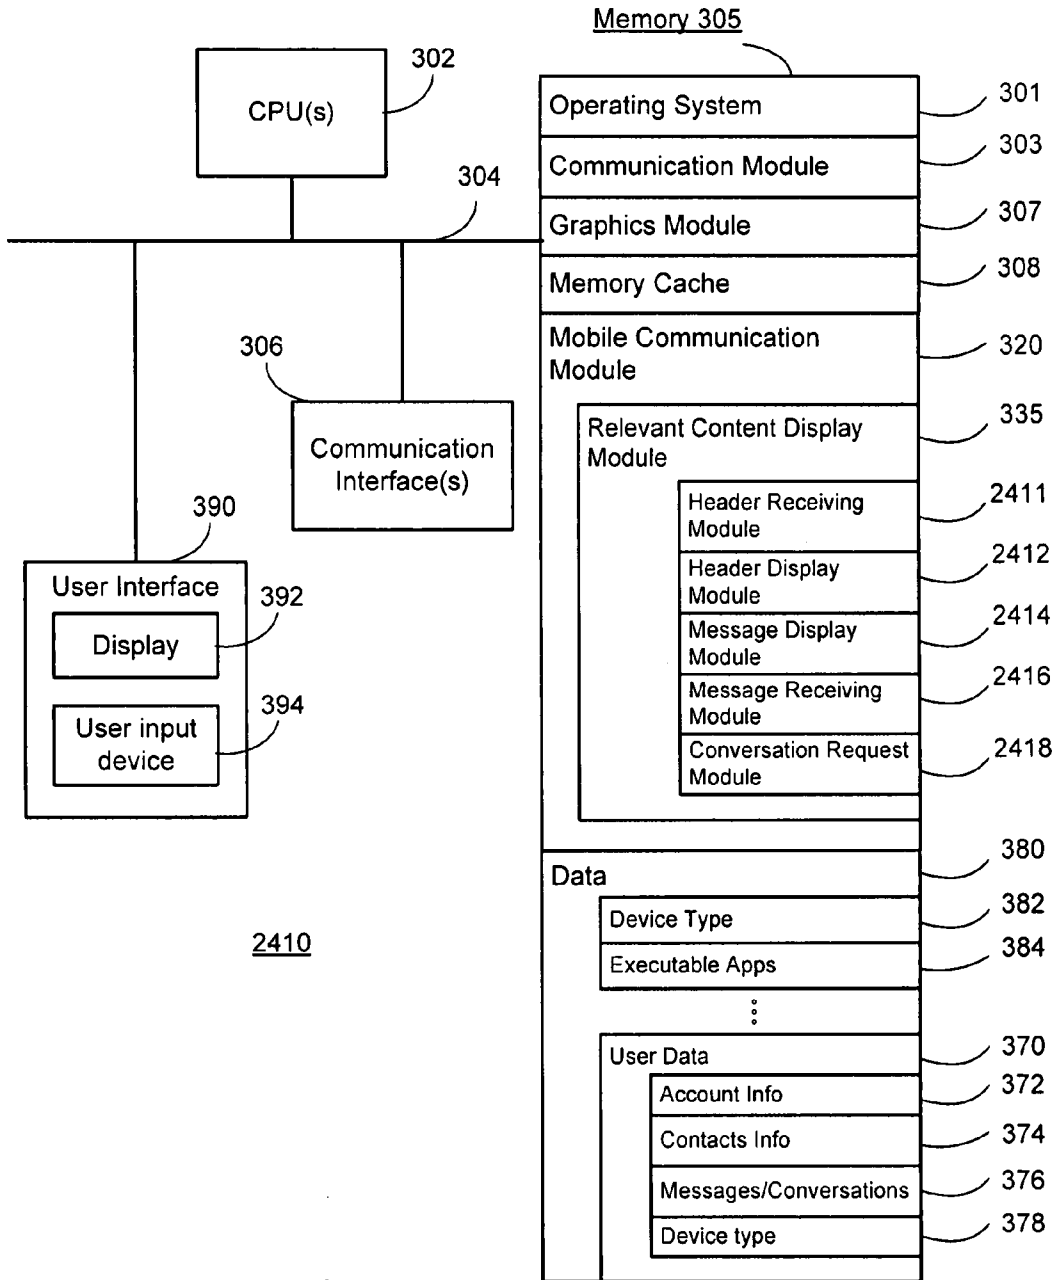 Memory 305
302
CPU(s)
304
306
Communication
Interface(s)
390
User Interface
392
Display
394
User input
device
2410
Operating System
301
Communication Module
303
Graphics Module
307
Memory Cache
308
Mobile Communication
Module
320
Relevant Content Display
Module
335
Header Receiving
Module
2411
Header Display
Module
2412
Message Display
Module
2414
Message Receiving
Module
2416
Conversation Request
Module
2418
Data
380
Device Type
382
Executable Apps
384
User Data
370
Account Info
372
Contacts Info
374
Messages/Conversations
376
Device type
378